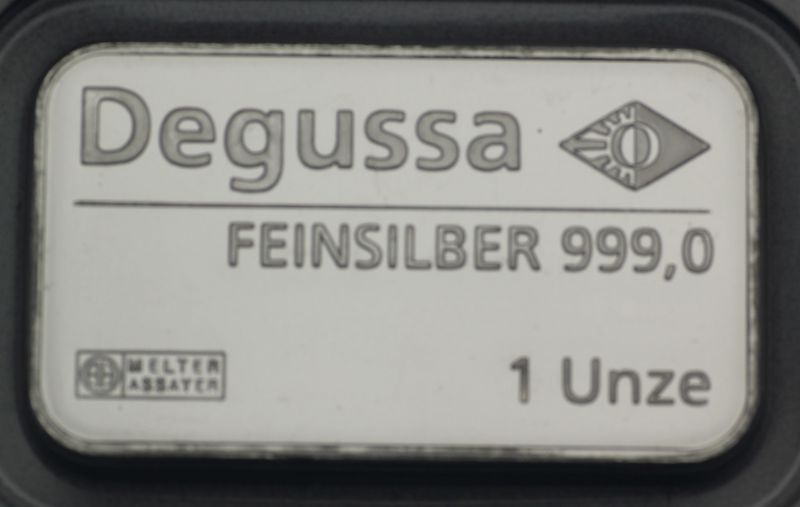 Degussa
FEINSILBER 999,0
MELTER
ASSAYER
1 Unze